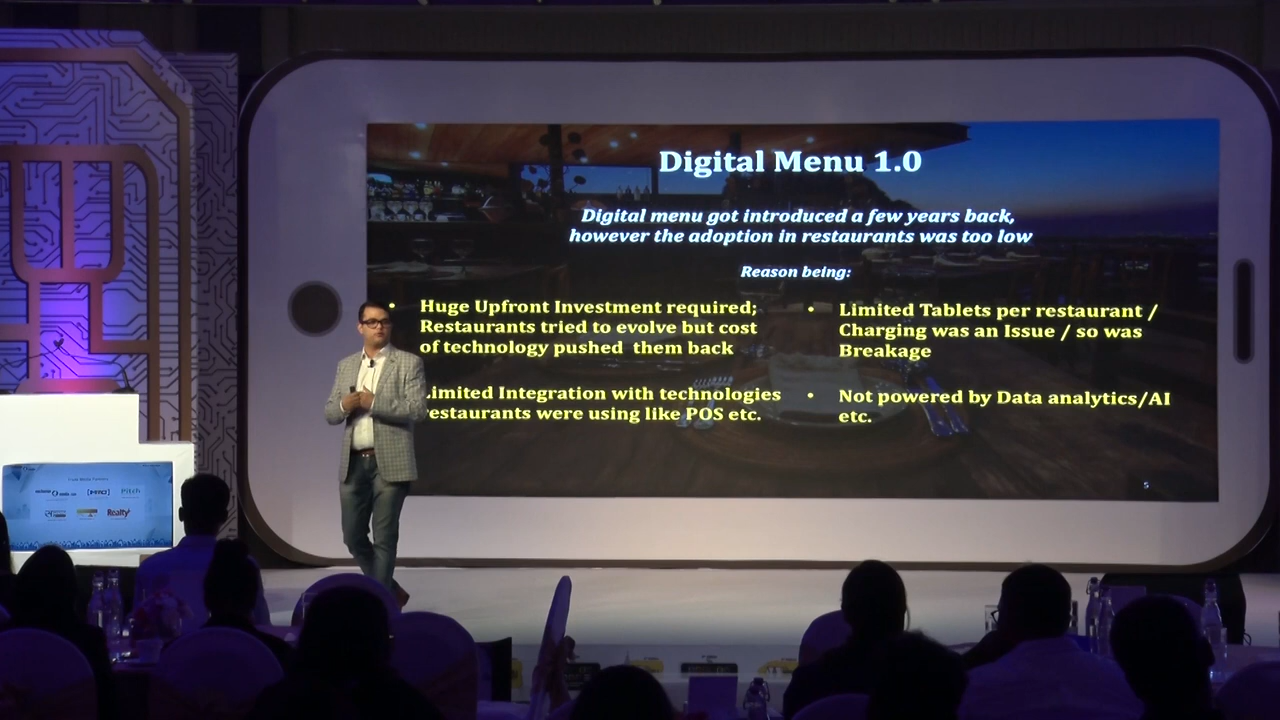 Digital Menu 1.0
Digital menu got introduced a few years back,
however the adoption in restaurants was too low
Reason being:
• Huge Upfront Investment required;
Restaurants tried to evolve but cost
of technology pushed them back
Limited Integration with technologies
restaurants were using like POS etc.
• Limited Tablets per restaurant /
Charging was an Issue / so was
Breakage
• Not powered by Data analytics/AI
etc.
5
Pitch
Realty+